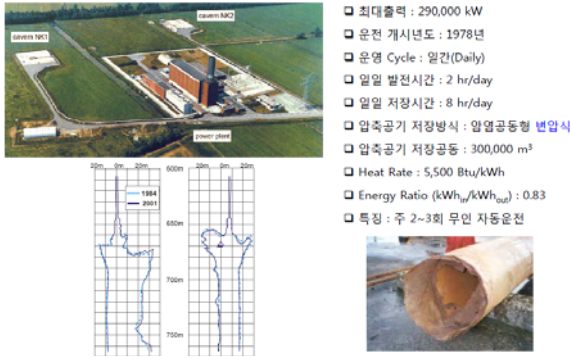 cavern NK1
cavern NK2
power plant
20m 0m 25m
20m 0m 25m
600m
650m
700m
750m
1984
2001
□ 최대출력 : 290,000 kW
□ 운전 개시년도 : 1978년
□ 운영 Cycle : 일간(Daily)
□ 일일 발전시간 : 2 hr/day
□ 일일 저장시간 : 8 hr/day
□ 압축공기 저장방식 : 암염공동형 변압식
□ 압축공기 저장공동 : 300,000 m³
□ Heat Rate : 5,500 Btu/kWh
□ Energy Ratio (kWhin/kWhout) : 0.83
□ 특징 : 주 2~3회 무인 자동운전